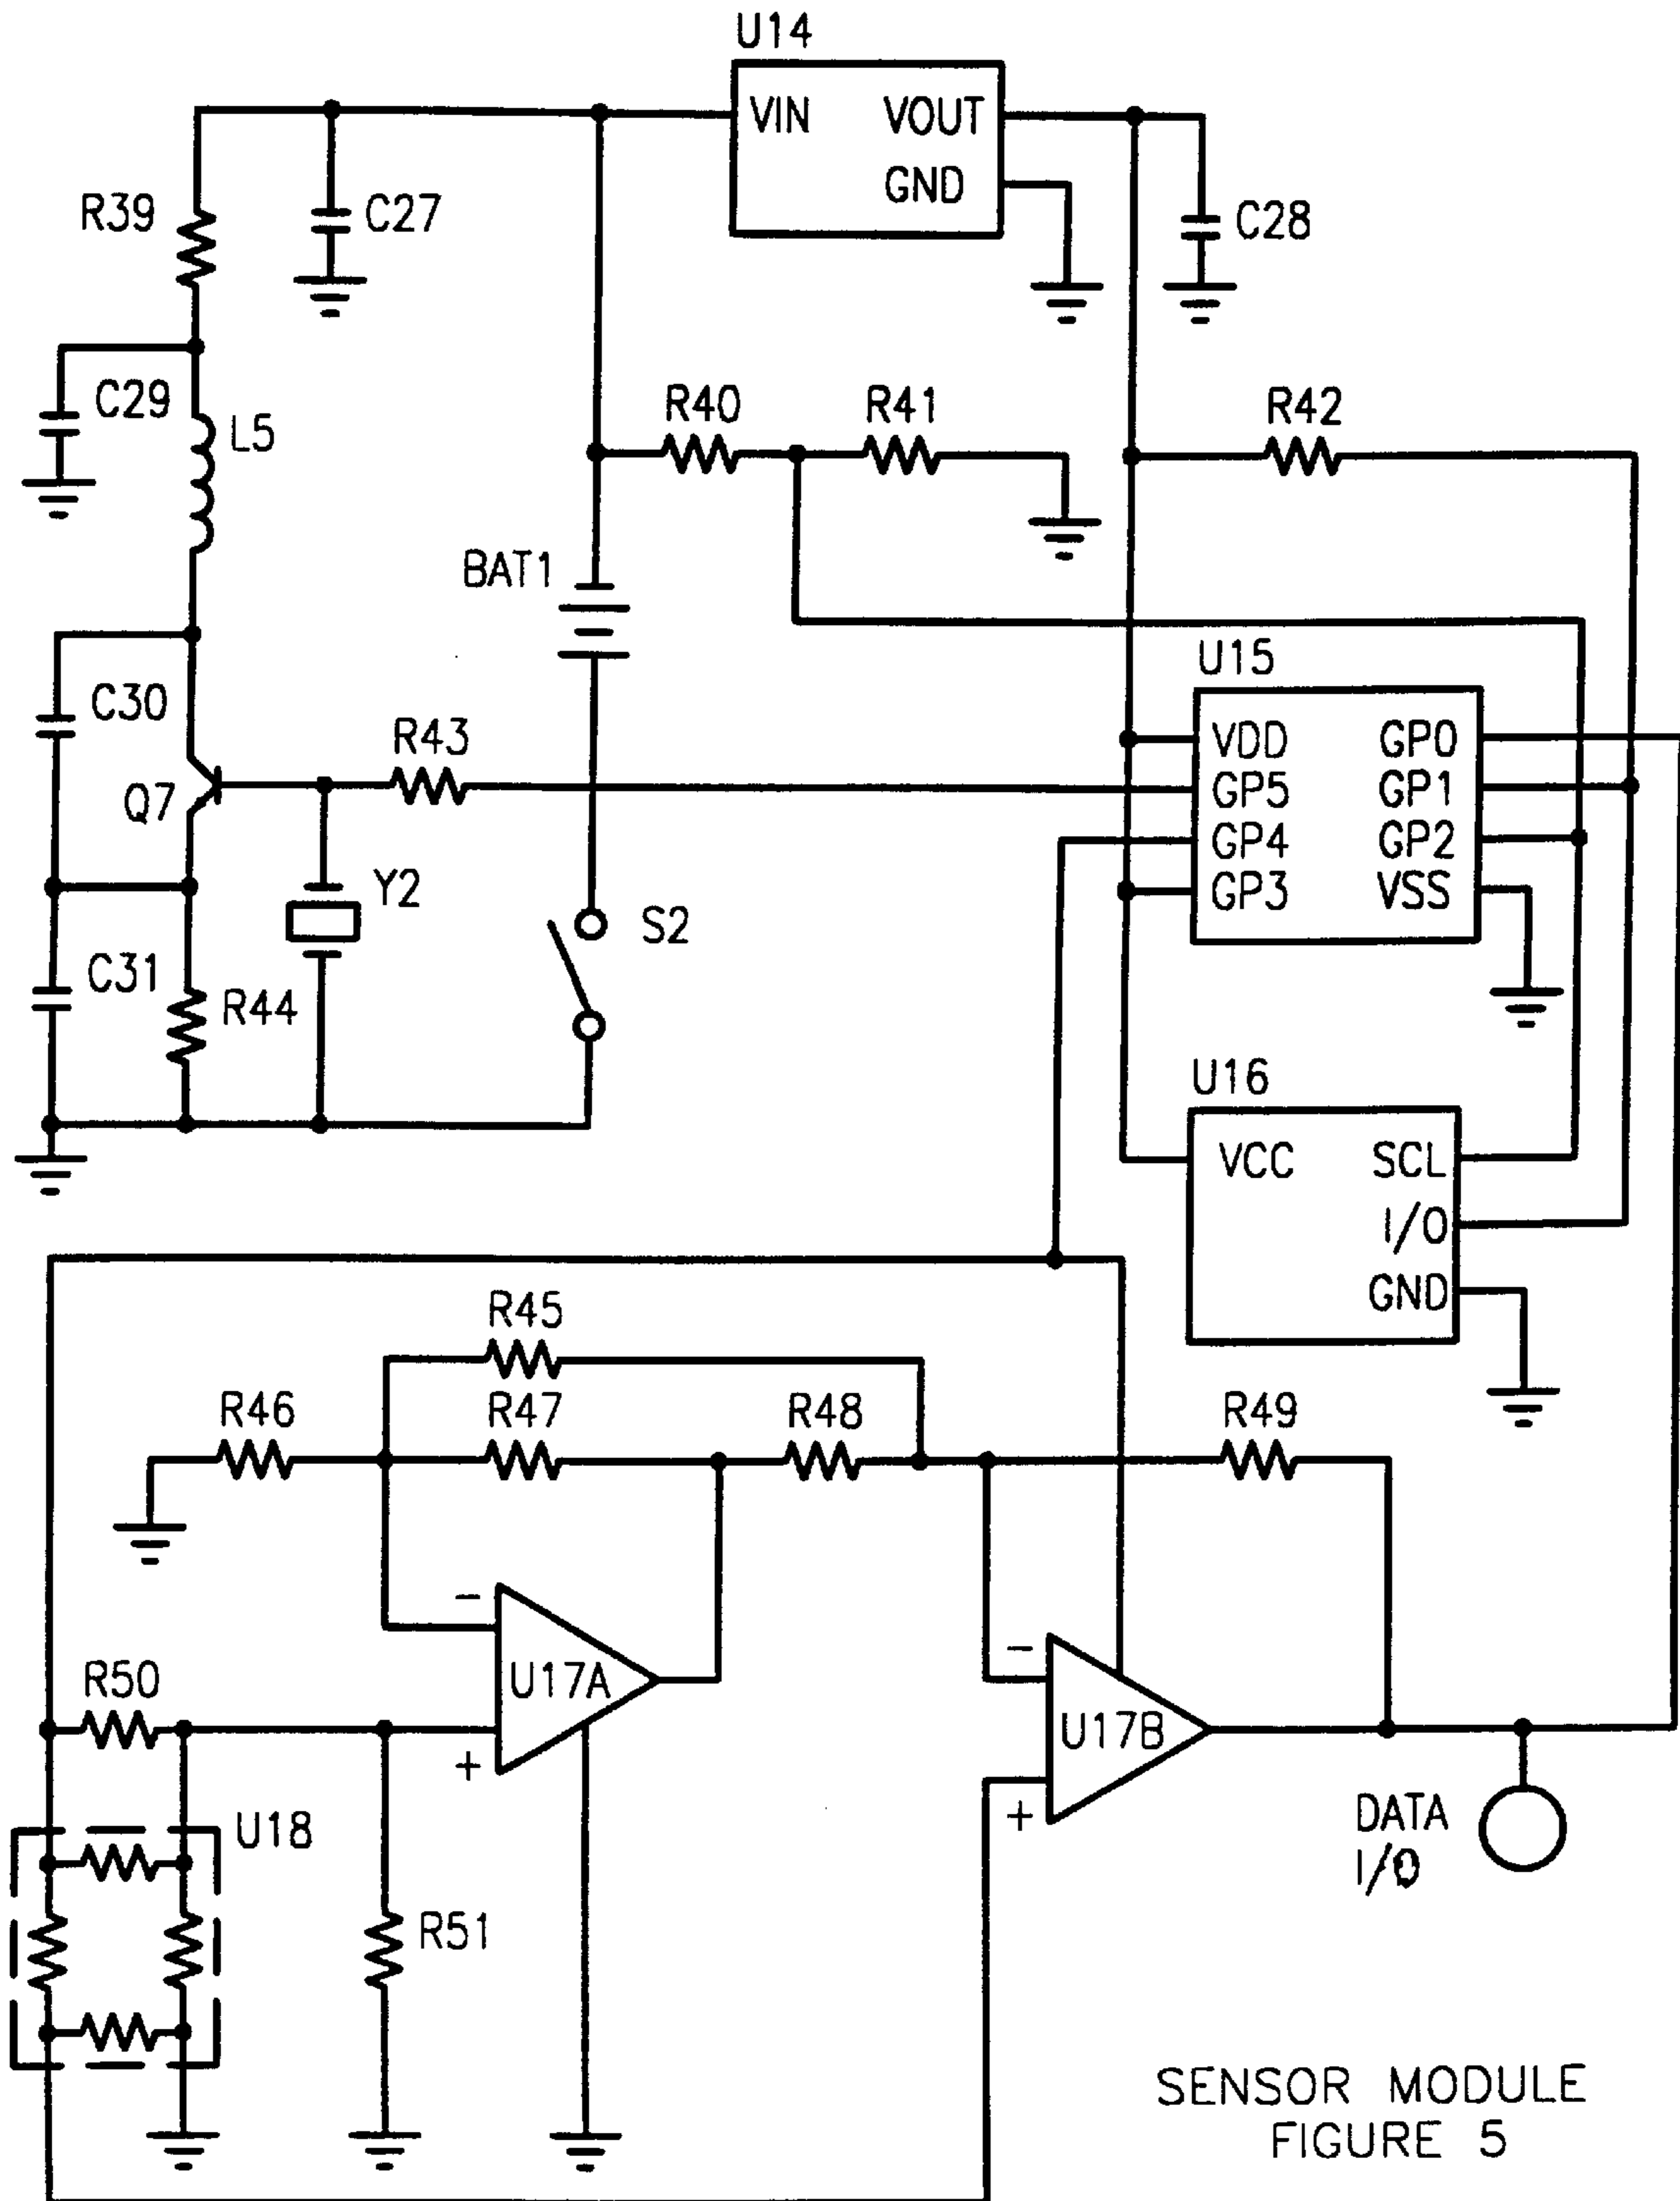 U14
VIN VOUT
GND
R39
C27
C28
C29
L5
R40
R41
R42
BAT1
U15
C30
R43
VDD GP0
GP5 GP1
GP4 GP2
GP3 VSS
Q7
Y2
S2
C31
R44
U16
VCC SCL
I/O
GND
R45
R46
R47
R48
R49
-
U17A
+
R50
-
U17B
+
U18
DATA
I/O
R51
SENSOR MODULE
FIGURE 5